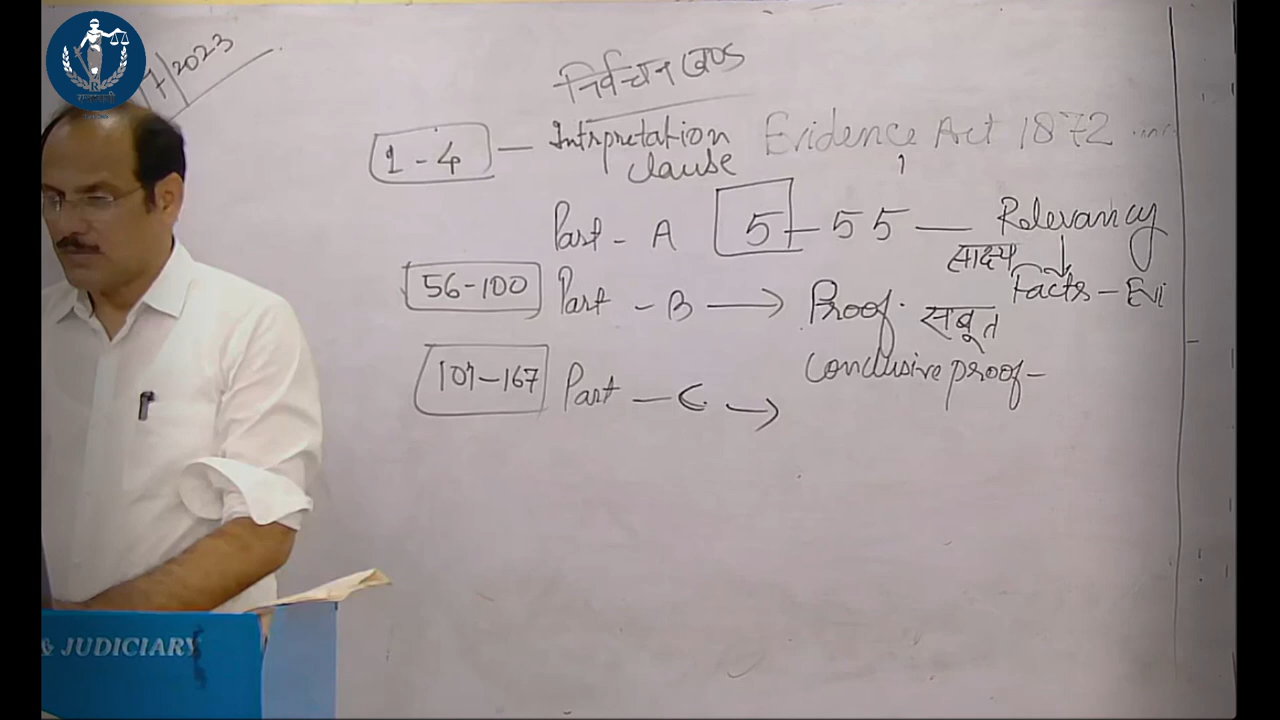 7/2023
निर्वचन खण्ड
1 - 4 — Intrpretation clause
Evidence Act 1872
Part - A 5 - 55 — Relevancy
साक्ष्य Facts - Evi
56-100 Part - B → Proof. सबूत
Conclusive proof -
101-167 Part - C →
& JUDICIARY